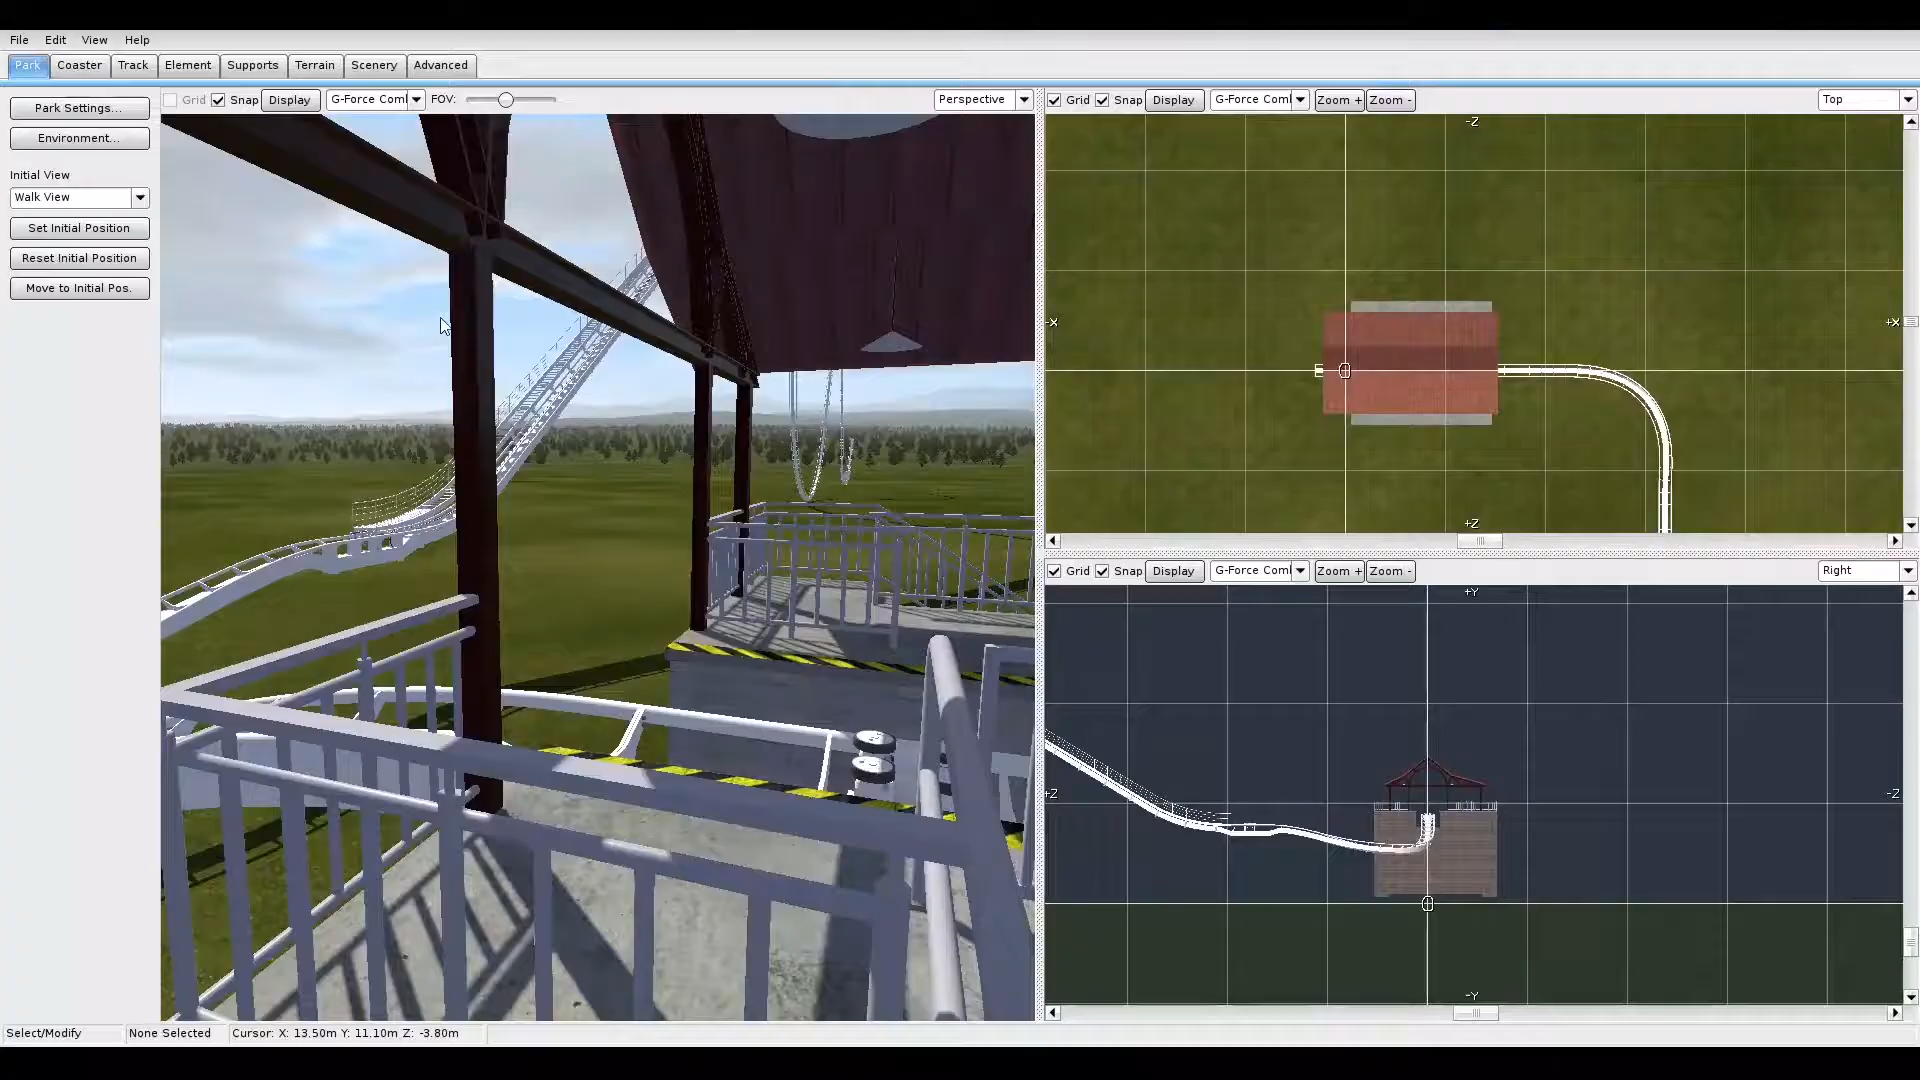 File Edit View Help
Park Coaster Track Element Supports Terrain Scenery Advanced
Park Settings...
Environment...
Initial View
Walk View
Set Initial Position
Reset Initial Position
Move to Initial Pos.
Grid Snap Display G-Force Coml FOV: Perspective
Grid Snap Display G-Force Coml Zoom + Zoom - Top
-Z
-X +X
+Z
Grid Snap Display G-Force Coml Zoom + Zoom - Right
+Y
+Z -Z
-Y
Select/Modify None Selected Cursor: X: 13.50m Y: 11.10m Z: -3.80m